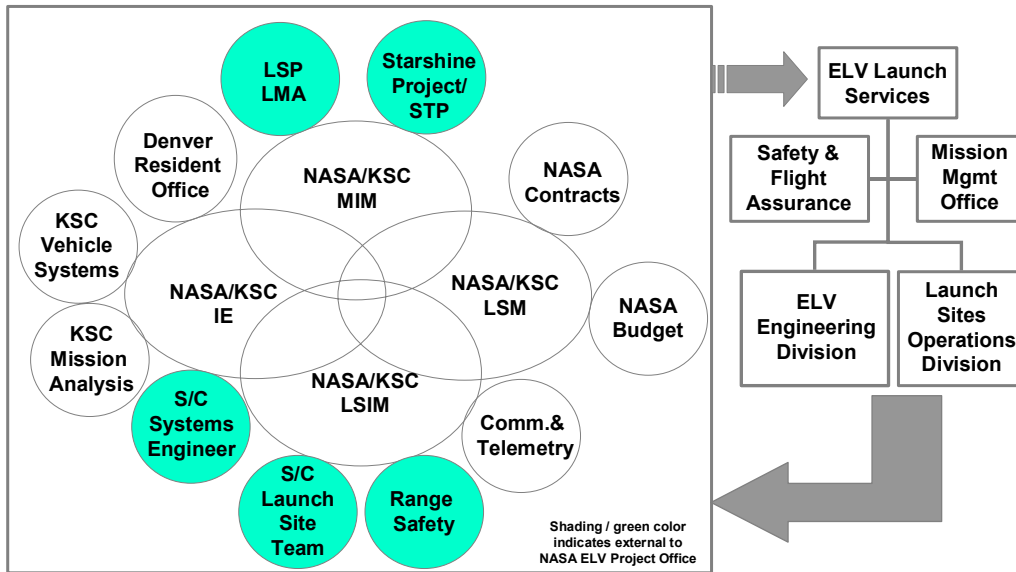 LSP
LMA
Starshine
Project/
STP
Denver
Resident
Office
NASA/KSC
MIM
NASA
Contracts
KSC
Vehicle
Systems
NASA/KSC
IE
NASA/KSC
LSM
NASA
Budget
KSC
Mission
Analysis
NASA/KSC
LSIM
S/C
Systems
Engineer
Comm.&
Telemetry
S/C
Launch
Site
Team
Range
Safety
Shading / green color
indicates external to
NASA ELV Project Office
ELV Launch
Services
Safety &
Flight
Assurance
Mission
Mgmt
Office
ELV
Engineering
Division
Launch
Sites
Operations
Division